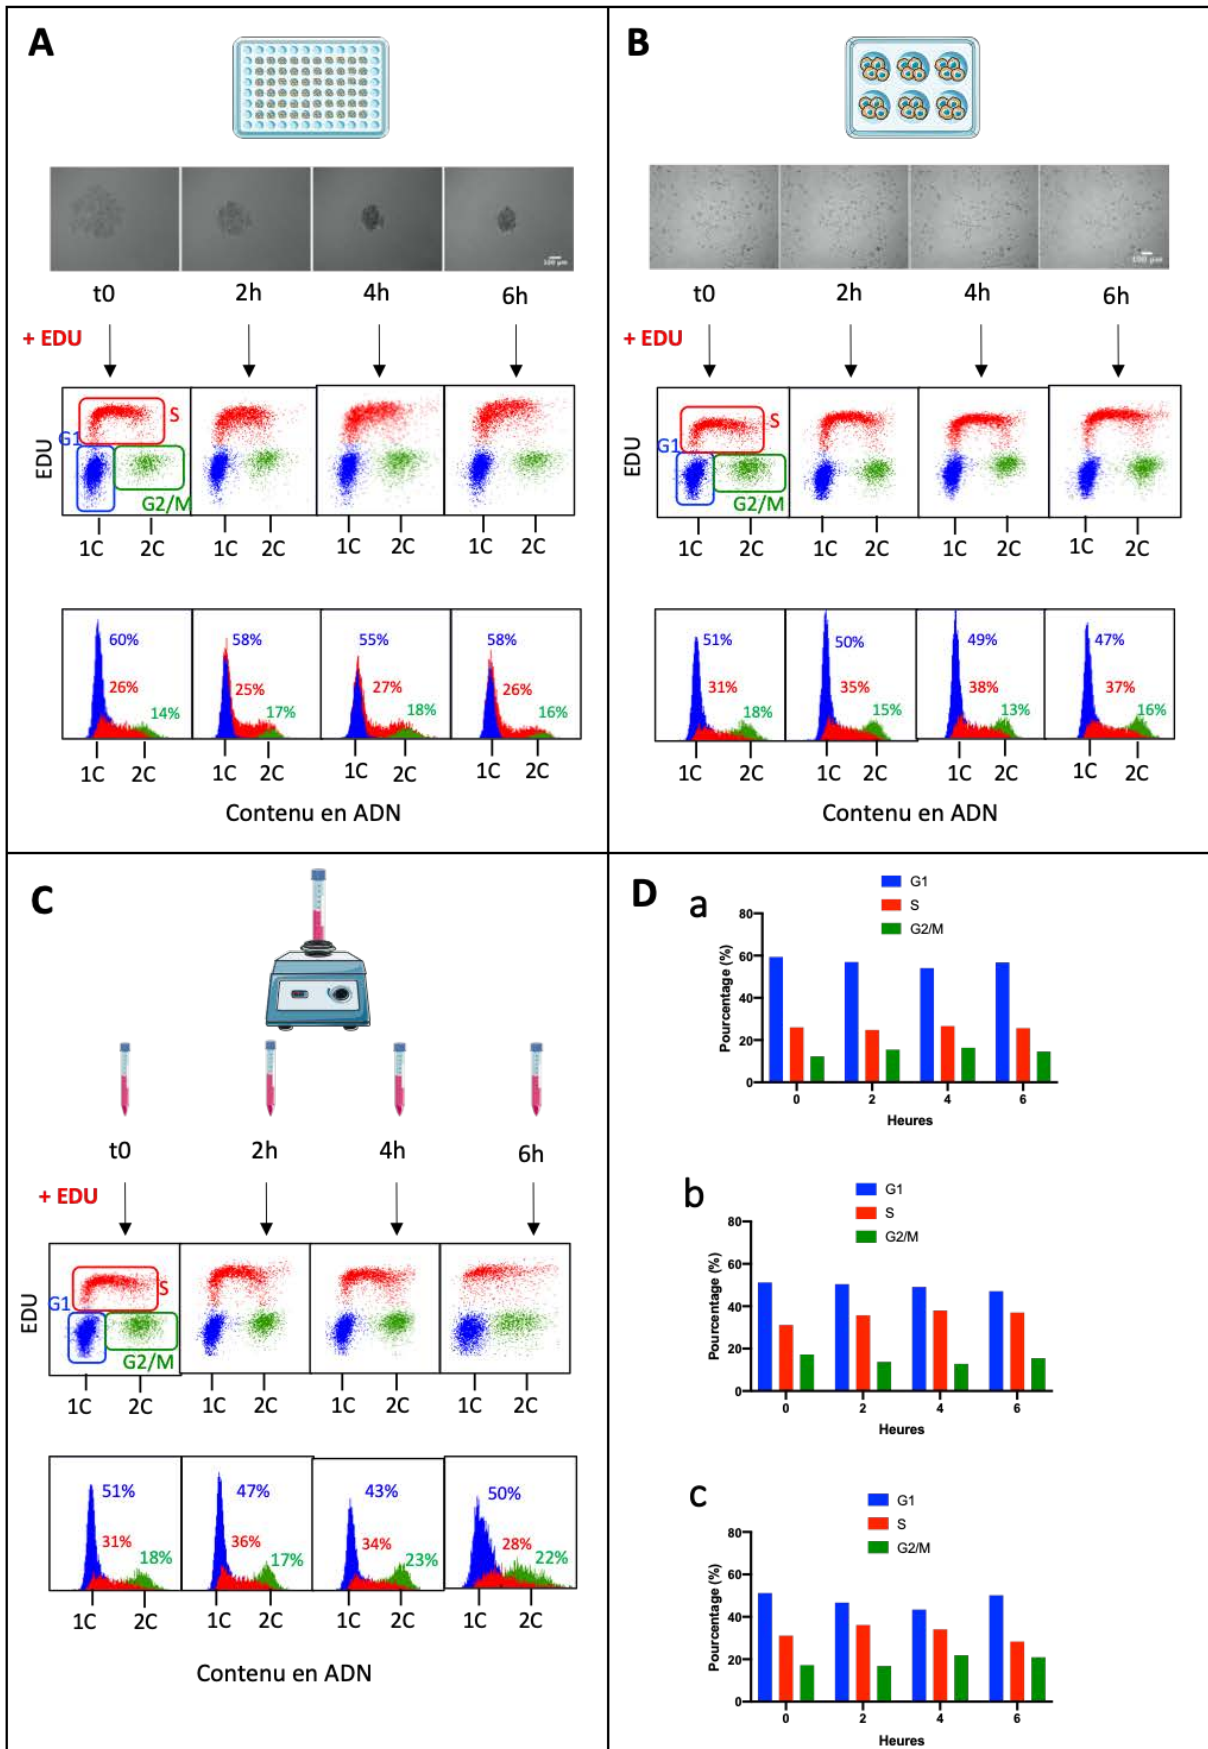 A
100 µm
t0 2h 4h 6h
+ EDU
EDU
G1
S
G2/M
1C 2C 1C 2C 1C 2C 1C 2C
60% 58% 55% 58%
26% 25% 27% 26%
14% 17% 18% 16%
1C 2C 1C 2C 1C 2C 1C 2C
Contenu en ADN
B
100 µm
t0 2h 4h 6h
+ EDU
EDU
G1
S
G2/M
1C 2C 1C 2C 1C 2C 1C 2C
51% 50% 49% 47%
31% 35% 38% 37%
18% 15% 13% 16%
1C 2C 1C 2C 1C 2C 1C 2C
Contenu en ADN
C
t0 2h 4h 6h
+ EDU
EDU
G1
S
G2/M
1C 2C 1C 2C 1C 2C 1C 2C
51% 47% 43% 50%
31% 36% 34% 28%
18% 17% 23% 22%
1C 2C 1C 2C 1C 2C 1C 2C
Contenu en ADN
D
a
G1
S
G2/M
Pourcentage (%)
80
60
40
20
0
0 2 4 6
Heures
b
G1
S
G2/M
Pourcentage (%)
80
60
40
20
0
0 2 4 6
Heures
c
G1
S
G2/M
Pourcentage (%)
80
60
40
20
0
0 2 4 6
Heures